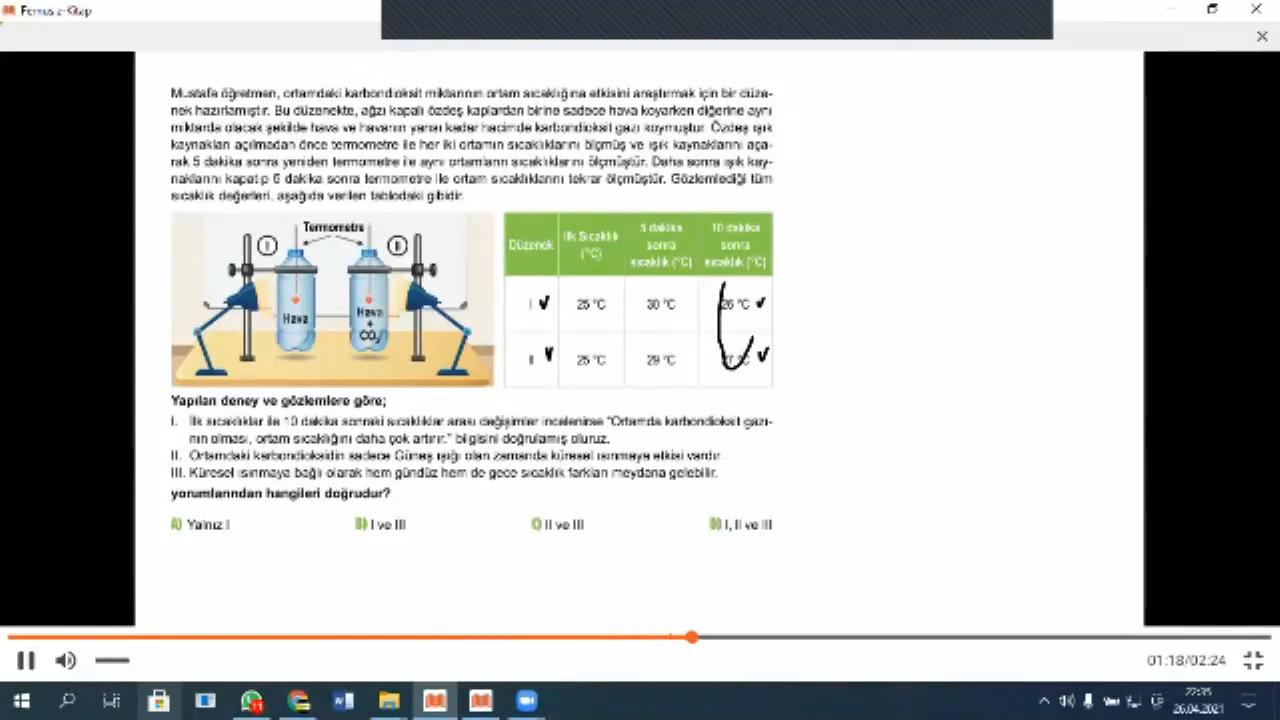 Fernus z-Kitap
Mustafa öğretmen, ortamdaki karbondioksit miktarının ortam sıcaklığına etkisini araştırmak için bir düze-
nek hazırlamıştır. Bu düzenekte, ağzı kapalı özdeş kaplardan birine sadece hava koyarken diğerine aynı
miktarda olacak şekilde hava ve havanın yarısı kadar hacimde karbondioksit gazı koymuştur. Özdeş ışık
kaynakları açılmadan önce termometre ile her iki ortamın sıcaklıklarını ölçmüş ve ışık kaynaklarını aça-
rak 5 dakika sonra yeniden termometre ile aynı ortamların sıcaklıklarını ölçmüştür. Daha sonra ışık kay-
naklarını kapatıp 5 dakika sonra termometre ile ortam sıcaklıklarını tekrar ölçmüştür. Gözlemlediği tüm
sıcaklık değerleri, aşağıda verilen tablodaki gibidir.
Termometre
I
II
Hava
Hava
+
CO₂
Düzenek
İlk Sıcaklık
(°C)
5 dakika
sonra
sıcaklık (°C)
10 dakika
sonra
sıcaklık (°C)
I 25 °C 30 °C 26 °C
II 25 °C 29 °C
Yapılan deney ve gözlemlere göre;
I. İlk sıcaklıklar ile 10 dakika sonraki sıcaklıklar arası değişimler incelenirse "Ortamda karbondioksit gazı-
nın olması, ortam sıcaklığını daha çok artırır." bilgisini doğrulamış oluruz.
II. Ortamdaki karbondioksidin sadece Güneş ışığı olan zamanda küresel ısınmaya etkisi vardır.
III. Küresel ısınmaya bağlı olarak hem gündüz hem de gece sıcaklık farkları meydana gelebilir.
yorumlarından hangileri doğrudur?
A) Yalnız I B) I ve III C) II ve III D) I, II ve III
01:18/02:24
22:35
26.04.2021